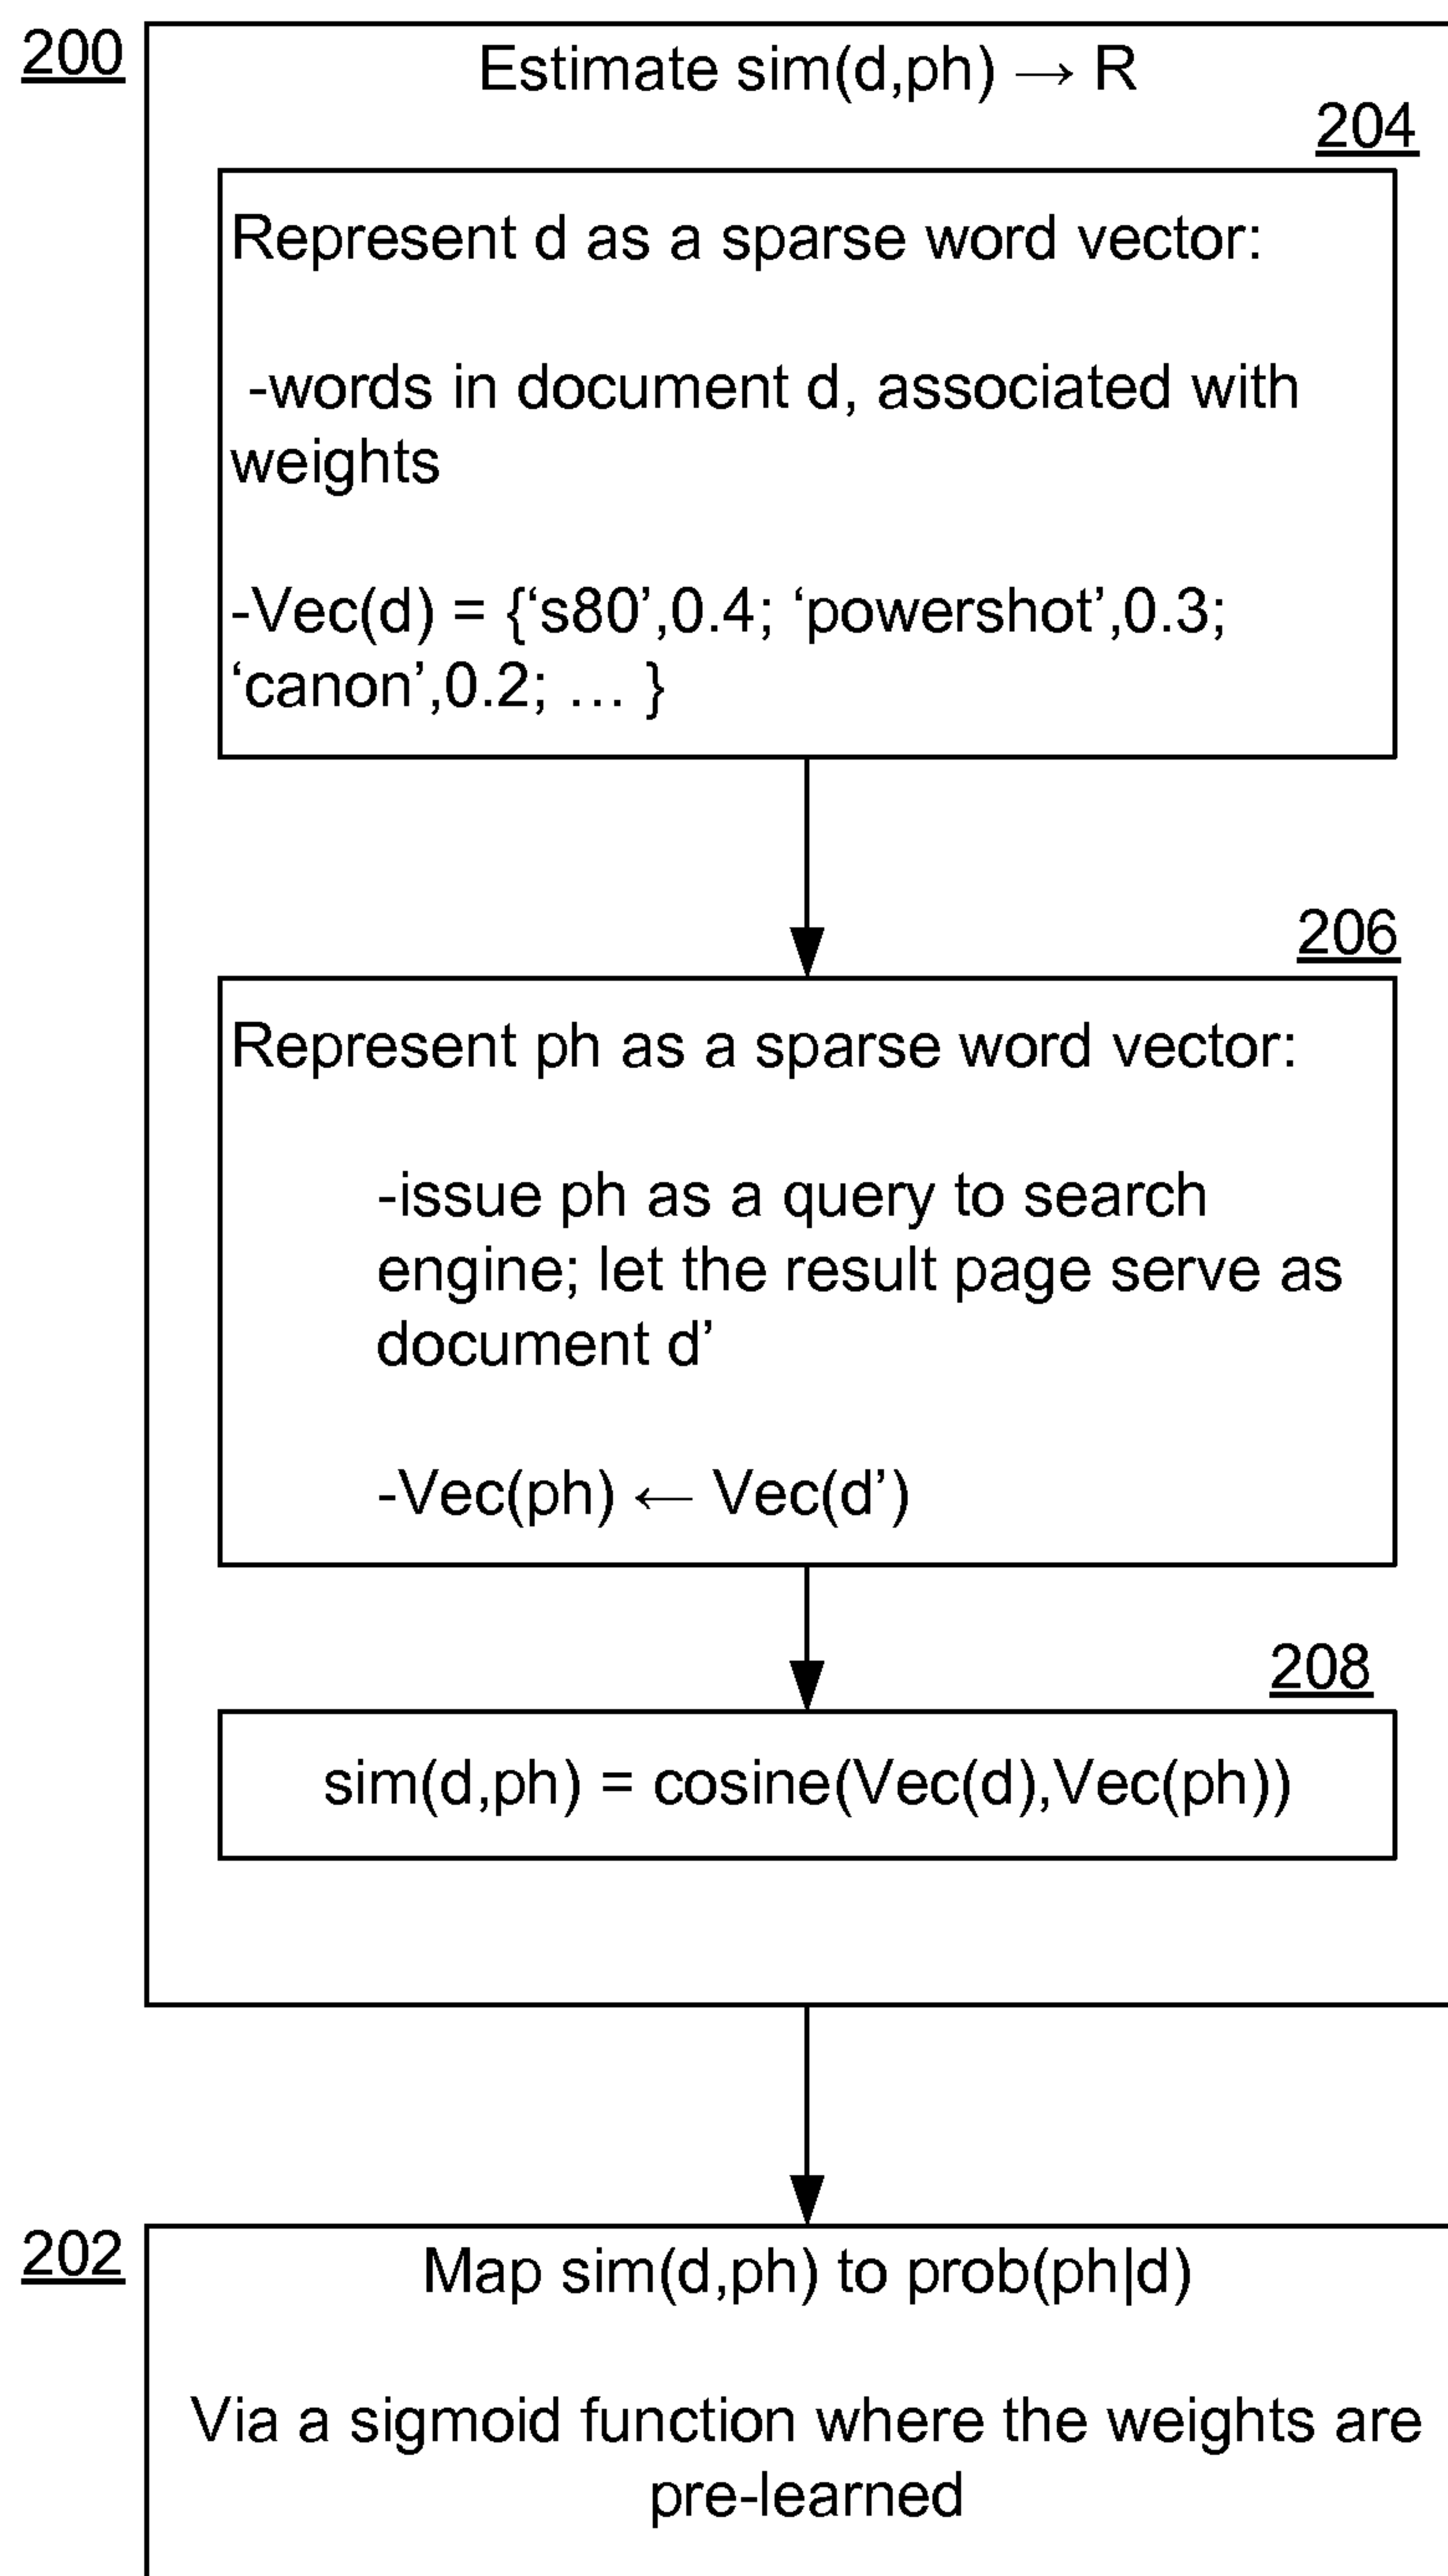 200
Estimate sim(d,ph) → R
204
Represent d as a sparse word vector:
-words in document d, associated with
weights
-Vec(d) = {‘s80’,0.4; ‘powershot’,0.3;
‘canon’,0.2; … }
206
Represent ph as a sparse word vector:
-issue ph as a query to search
engine; let the result page serve as
document d’
-Vec(ph) ← Vec(d’)
208
sim(d,ph) = cosine(Vec(d),Vec(ph))
202
Map sim(d,ph) to prob(ph|d)
Via a sigmoid function where the weights are
pre-learned